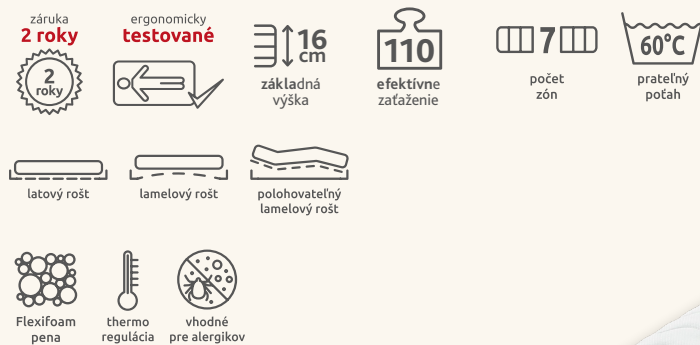 záruka
2 roky
2
roky
ergonomicky
testované
16
cm
základná
výška
110
efektívne
zaťaženie
7
počet
zón
60°C
prateľný
poťah
latový rošt
lamelový rošt
polohovateľný
lamelový rošt
Flexifoam
pena
thermo
regulácia
vhodné
pre alergikov